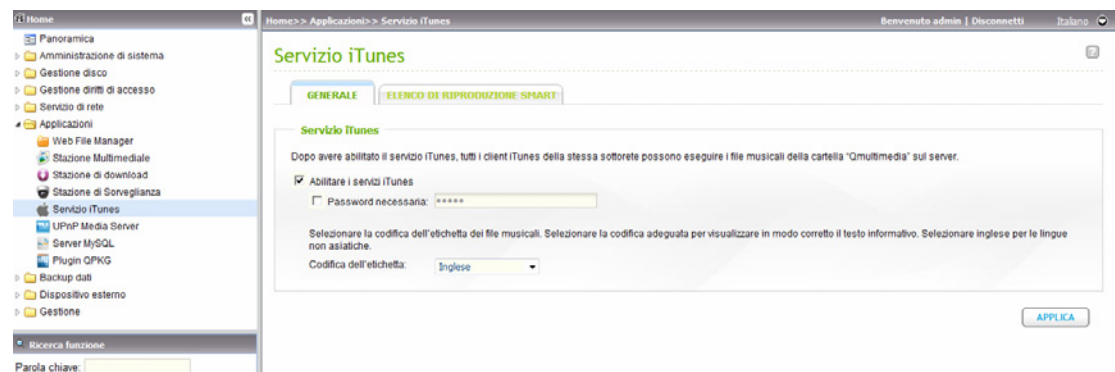 Home
Home>> Applicazioni>> Servizio iTunes
Benvenuto admin | Disconnetti
Italiano
Panoramica
Amministrazione di sistema
Gestione disco
Gestione diritti di accesso
Servizio di rete
Applicazioni
Web File Manager
Stazione Multimediale
Stazione di download
Stazione di Sorveglianza
Servizio iTunes
UPnP Media Server
Server MySQL
Plugin QPKG
Backup dati
Dispositivo esterno
Gestione
Ricerca funzione
Parola chiave:
Servizio iTunes
GENERALE
ELENCO DI RIPRODUZIONE SMART
Servizio iTunes
Dopo avere abilitato il servizio iTunes, tutti i client iTunes della stessa sottorete possono eseguire i file musicali della cartella "Qmultimedia" sul server.
Abilitare i servizi iTunes
Password necessaria: *****
Selezionare la codifica dell'etichetta dei file musicali. Selezionare la codifica adeguata per visualizzare in modo corretto il testo informativo. Selezionare inglese per le lingue
non asiatiche.
Codifica dell'etichetta: Inglese
APPLICA